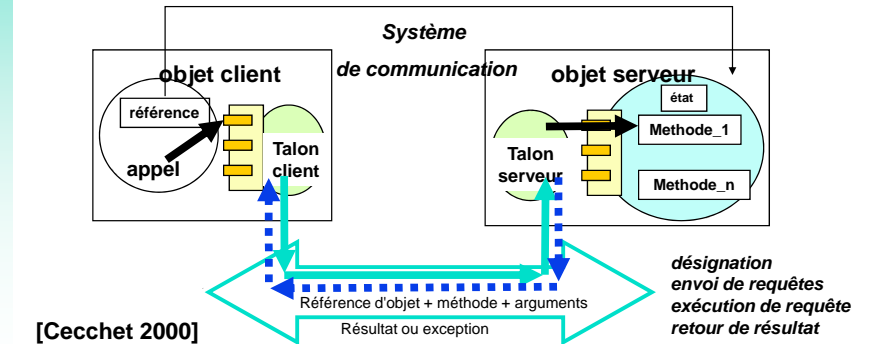 Système
de communication
objet client
référence
appel
Talon
client
objet serveur
état
Methode_1
Methode_n
Talon
serveur
Référence d'objet + méthode + arguments
Résultat ou exception
désignation
envoi de requêtes
exécution de requête
retour de résultat
[Cecchet 2000]